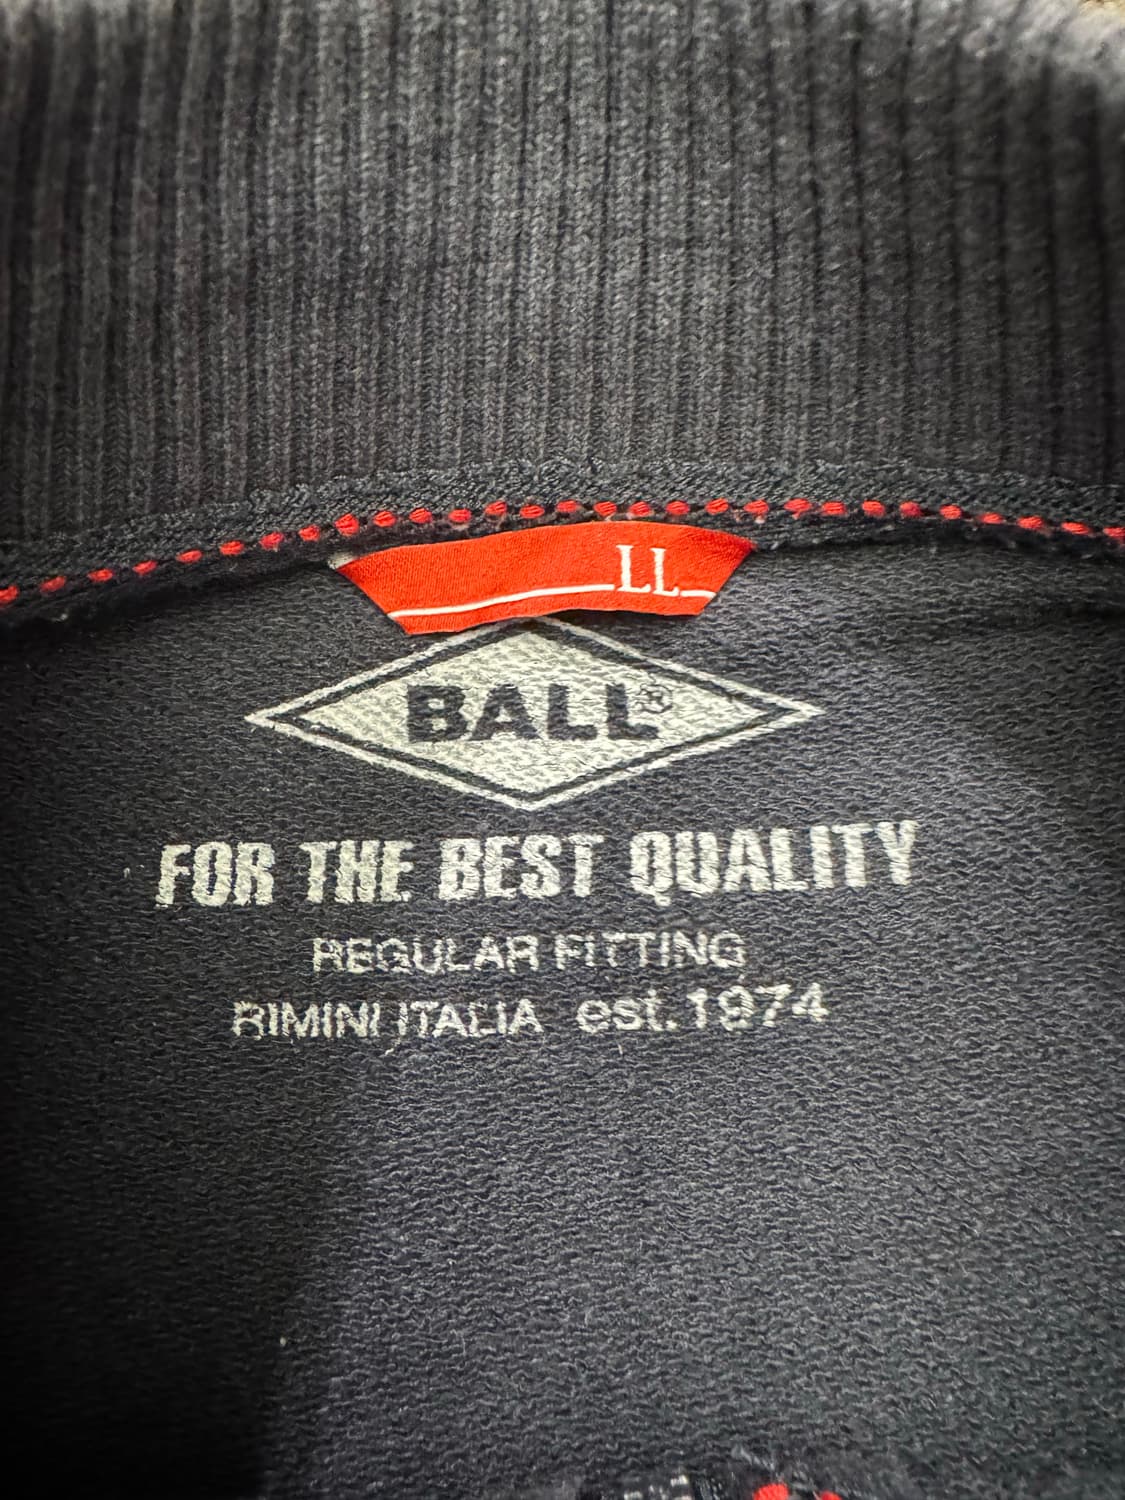 LL
BALL®
FOR THE BEST QUALITY
REGULAR FITTING
RIMINI ITALIA est. 1974